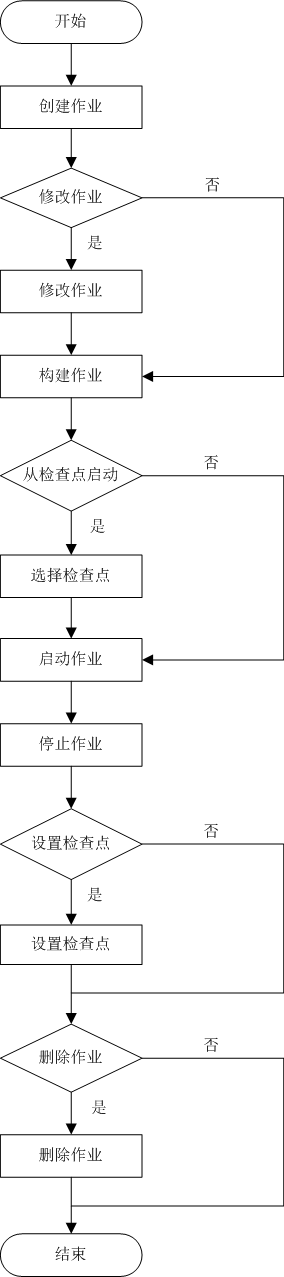 开始
创建作业
修改作业
否
是
修改作业
构建作业
从检查点启动
否
是
选择检查点
启动作业
停止作业
设置检查点
否
是
设置检查点
删除作业
否
是
删除作业
结束